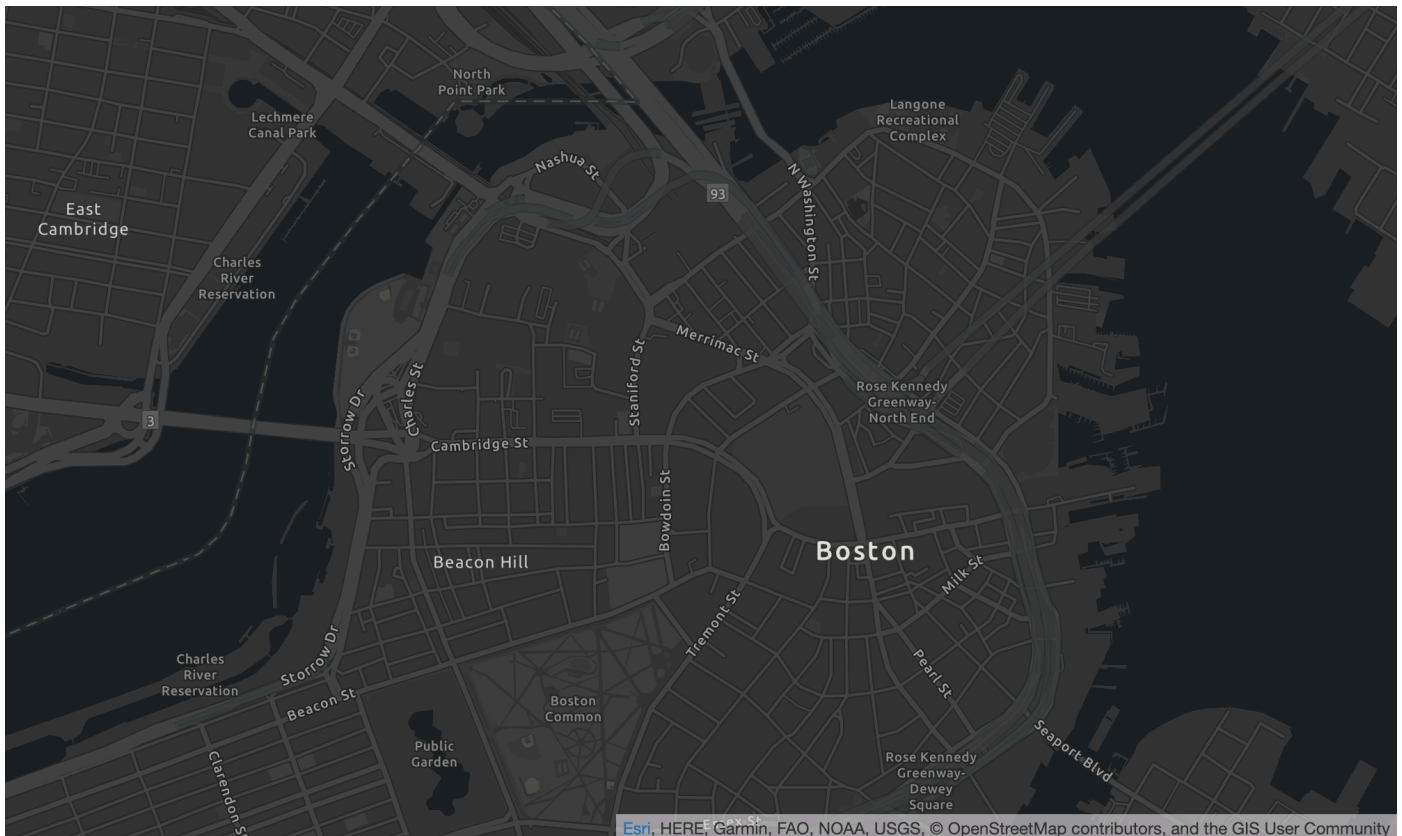 North
Point Park
Lechmere
Canal Park
Langone
Recreational
Complex
Nashua St
93
N Washington St
East
Cambridge
Charles
River
Reservation
Merrimac St
Staniford St
Charles St
Storrow Dr
3
Rose Kennedy
Greenway-
North End
Cambridge St
Bowdoin St
Boston
Beacon Hill
Milk St
Tremont St
Charles
River
Reservation
Storrow Dr
Beacon St
Pearl St
Boston
Common
Public
Garden
Clarendon St
Rose Kennedy
Greenway-
Dewey
Square
Seaport Blvd
Essex St
Esri, HERE, Garmin, FAO, NOAA, USGS, © OpenStreetMap contributors, and the GIS User Community